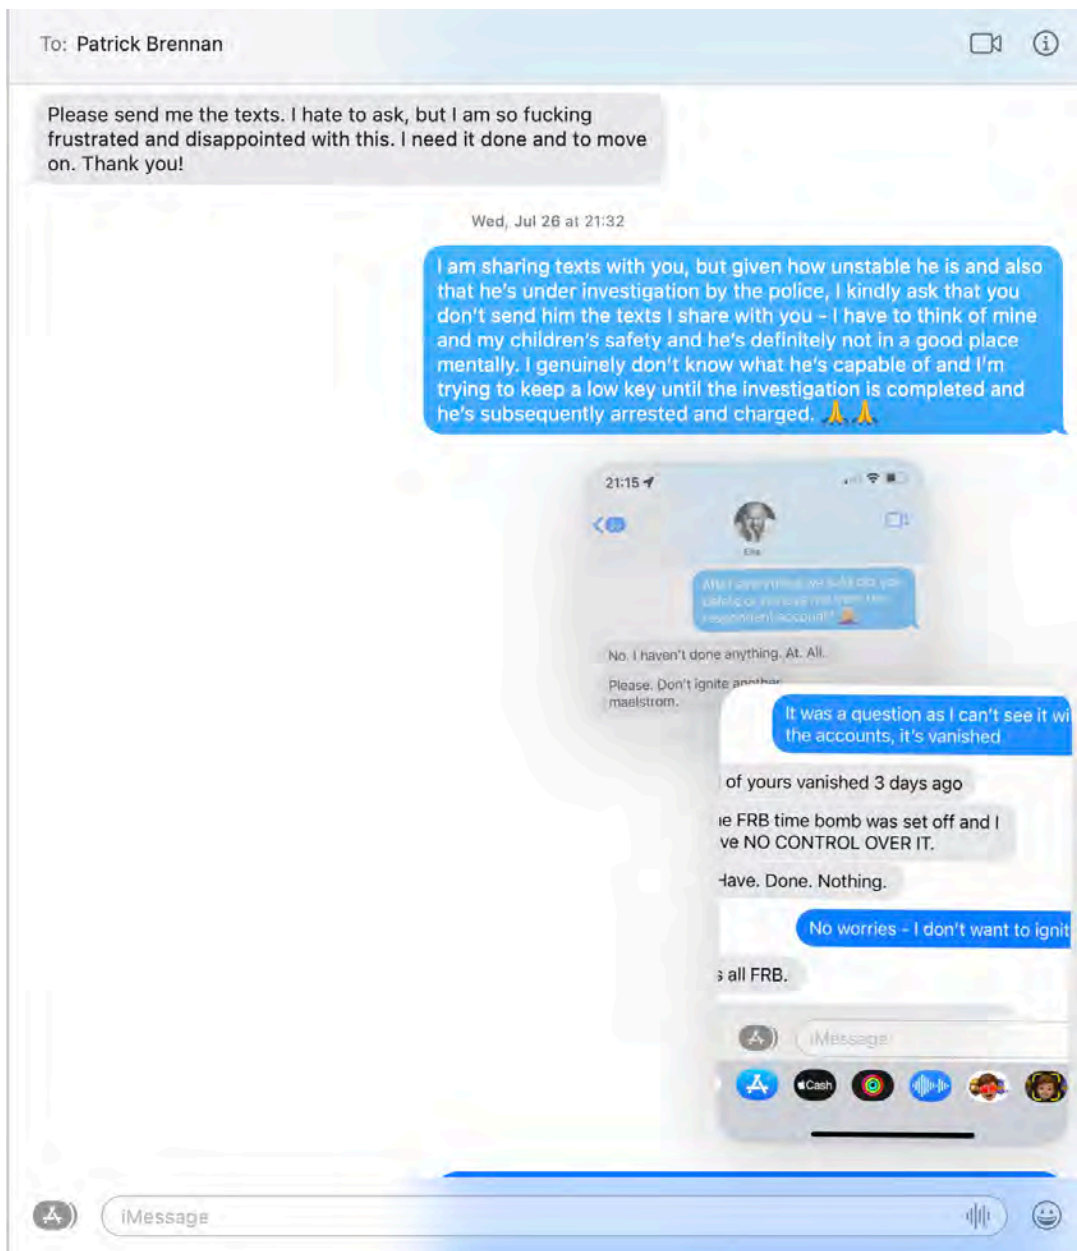 To: Patrick Brennan
Please send me the texts. I hate to ask, but I am so fucking
frustrated and disappointed with this. I need it done and to move
on. Thank you!
Wed, Jul 26 at 21:32
I am sharing texts with you, but given how unstable he is and also
that he's under investigation by the police, I kindly ask that you
don't send him the texts I share with you - I have to think of mine
and my children's safety and he's definitely not in a good place
mentally. I genuinely don't know what he's capable of and I'm
trying to keep a low key until the investigation is completed and
he's subsequently arrested and charged. 🙏🙏
21:15
No. I haven't done anything. At. All.
Please. Don't ignite another
maelstrom.
It was a question as I can't see it wi
the accounts, it's vanished
of yours vanished 3 days ago
e FRB time bomb was set off and I
ve NO CONTROL OVER IT.
Have. Done. Nothing.
No worries - I don't want to ignit
s all FRB.
iMessage
Cash
iMessage